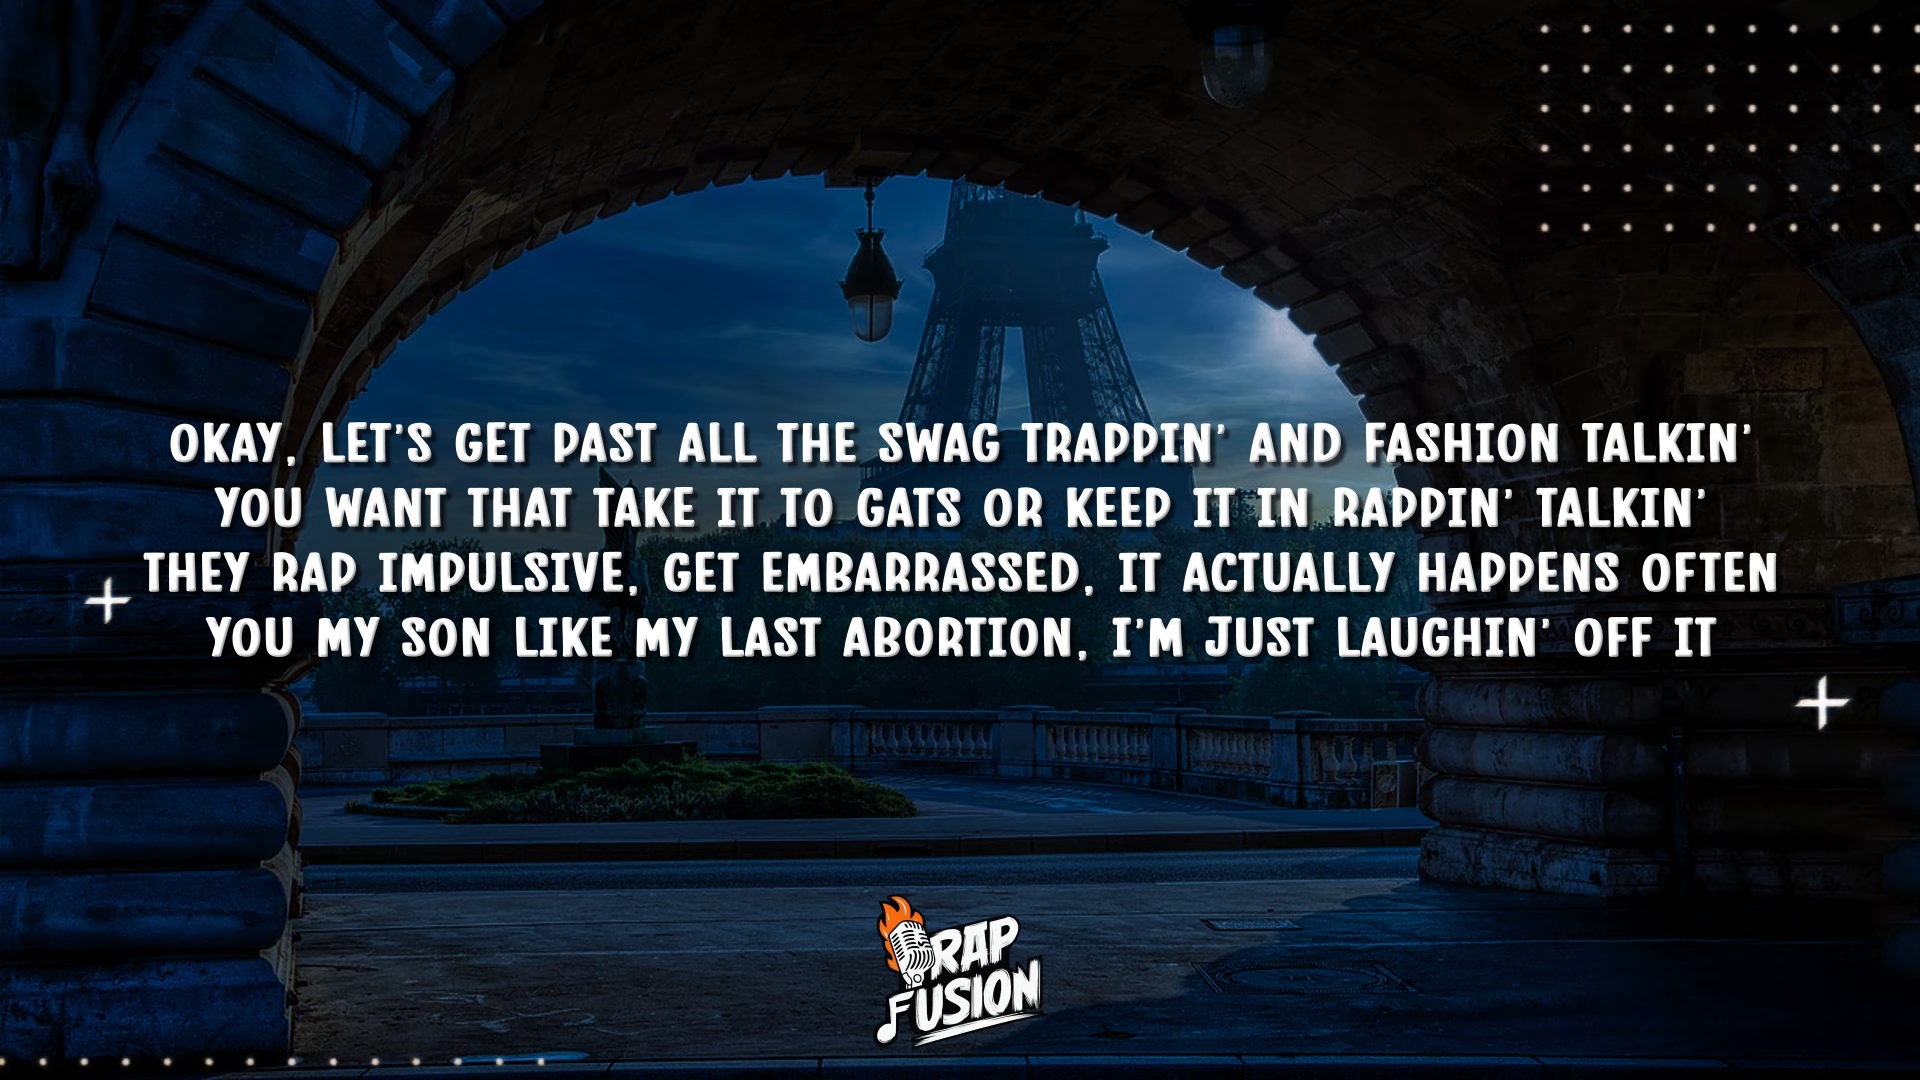 OKAY, LET'S GET PAST ALL THE SWAG TRAPPIN' AND FASHION TALKIN'
YOU WANT THAT TAKE IT TO GATS OR KEEP IT IN RAPPIN' TALKIN'
THEY RAP IMPULSIVE, GET EMBARRASSED, IT ACTUALLY HAPPENS OFTEN
YOU MY SON LIKE MY LAST ABORTION, I'M JUST LAUGHIN' OFF IT
RAP
FUSION